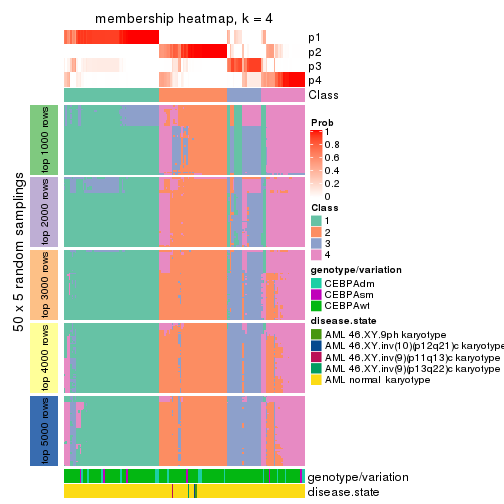 membership heatmap, k = 4
p1
p2
p3
p4
Class
50 x 5 random samplings
top 1000 rows
top 2000 rows
top 3000 rows
top 4000 rows
top 5000 rows
Prob
1
0.8
0.6
0.4
0.2
0
Class
1
2
3
4
genotype/variation
CEBPAdm
CEBPAsm
CEBPAwt
disease.state
AML 46.XY.9ph karyotype
AML 46.XY.inv(10)(p12q21)c karyotype
AML 46.XY.inv(9)(p11q13)c karyotype
AML 46.XY.inv(9)(p13q22)c karyotype
AML normal karyotype
genotype/variation
disease.state